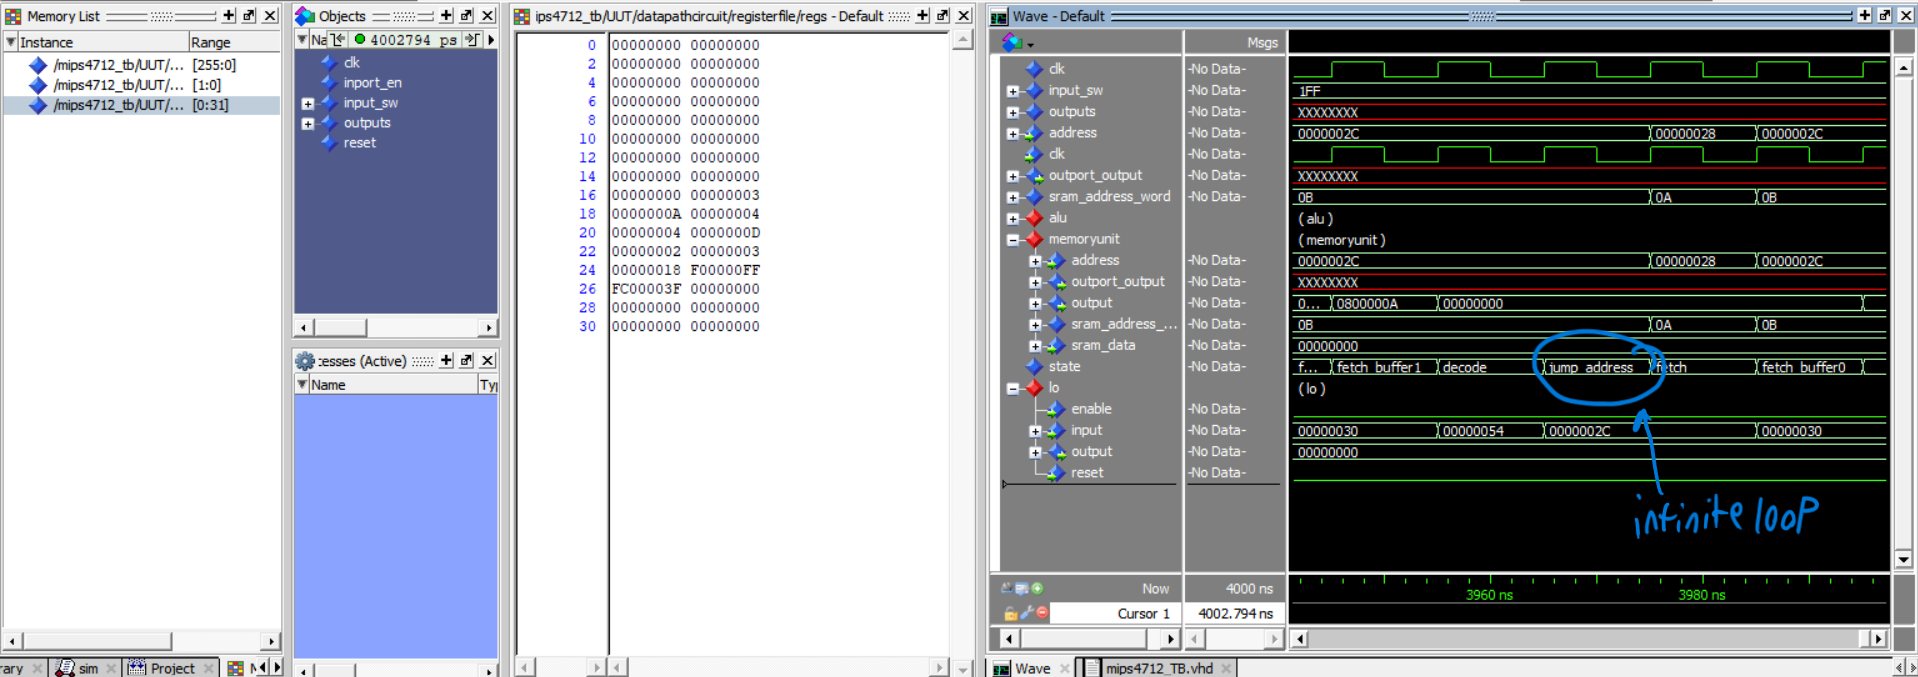 Memory List
Instance Range
/mips4712_tb/UUT/... [255:0]
/mips4712_tb/UUT/... [1:0]
/mips4712_tb/UUT/... [0:31]
sim
Project
Objects
4002794 ps
clk
inport_en
input_sw
outputs
reset
:esses (Active)
Name
ips4712_tb/UUT/datapathcircuit/registerfile/regs - Default
0 00000000 00000000
2 00000000 00000000
4 00000000 00000000
6 00000000 00000000
8 00000000 00000000
10 00000000 00000000
12 00000000 00000000
14 00000000 00000000
16 00000000 00000003
18 0000000A 00000004
20 00000004 0000000D
22 00000002 00000003
24 00000018 F00000FF
26 FC00003F 00000000
28 00000000 00000000
30 00000000 00000000
Wave - Default
Msgs
clk -No Data-
input_sw -No Data- 1FF
outputs -No Data- XXXXXXXX
address -No Data- 0000002C 00000028 0000002C
clk -No Data-
outport_output -No Data- XXXXXXXX
sram_address_word -No Data- 0B 0A 0B
alu ( alu )
memoryunit ( memoryunit )
address -No Data- 0000002C 00000028 0000002C
outport_output -No Data- XXXXXXXX
output -No Data- 0... 0800000A 00000000
sram_address_... -No Data- 0B 0A 0B
sram_data -No Data- 00000000
state -No Data- f... fetch_buffer1 decode jump_address fetch fetch_buffer0
lo ( lo )
enable -No Data-
input -No Data- 00000030 00000054 0000002C 00000030
output -No Data- 00000000
reset -No Data-
infinite loop
Now 4000 ns 3960 ns 3980 ns
Cursor 1 4002.794 ns
Wave
mips4712_TB.vhd